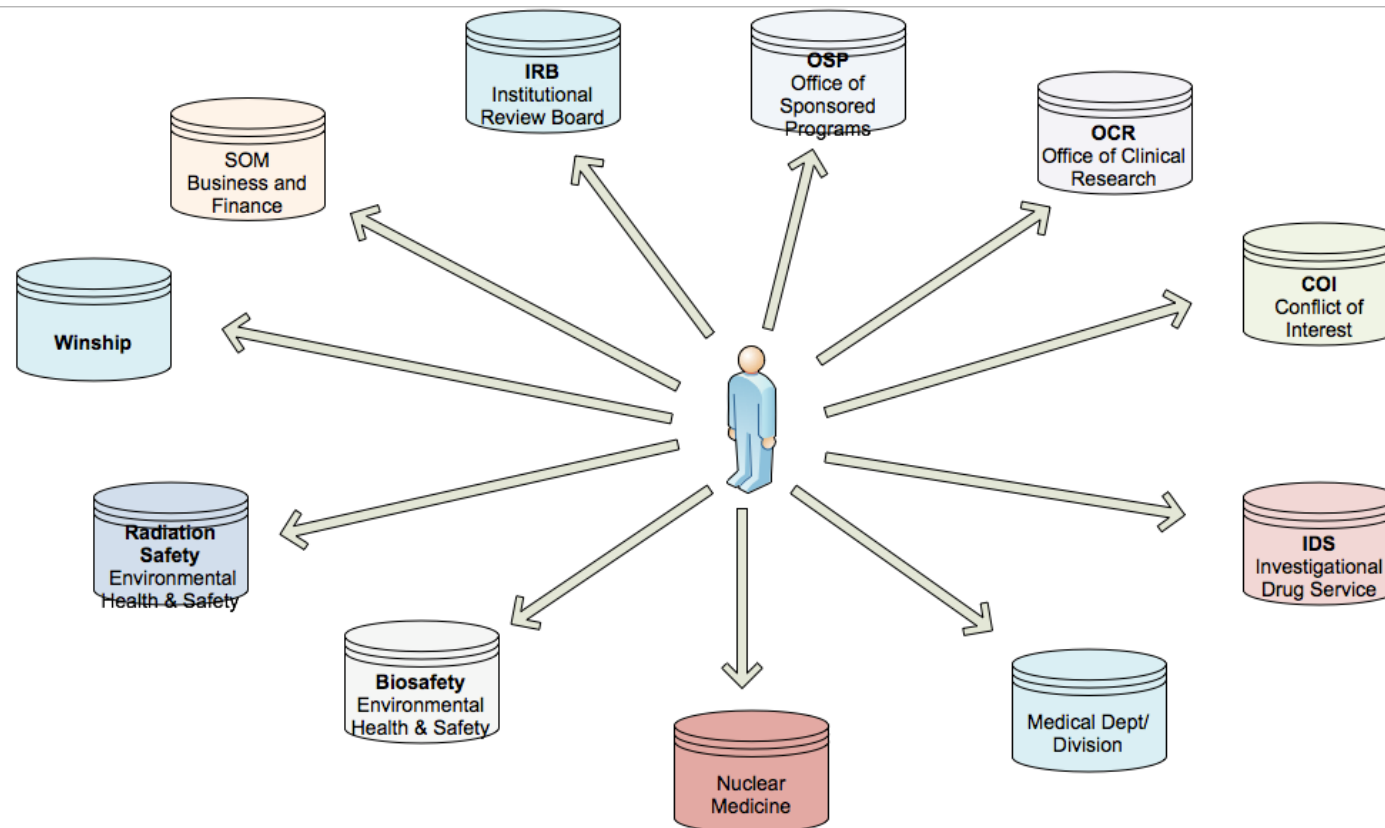 IRB
Institutional
Review Board
OSP
Office of
Sponsored
Programs
OCR
Office of Clinical
Research
SOM
Business and
Finance
COI
Conflict of
Interest
Winship
Radiation
Safety
Environmental
Health & Safety
IDS
Investigational
Drug Service
Biosafety
Environmental
Health & Safety
Medical Dept/
Division
Nuclear
Medicine